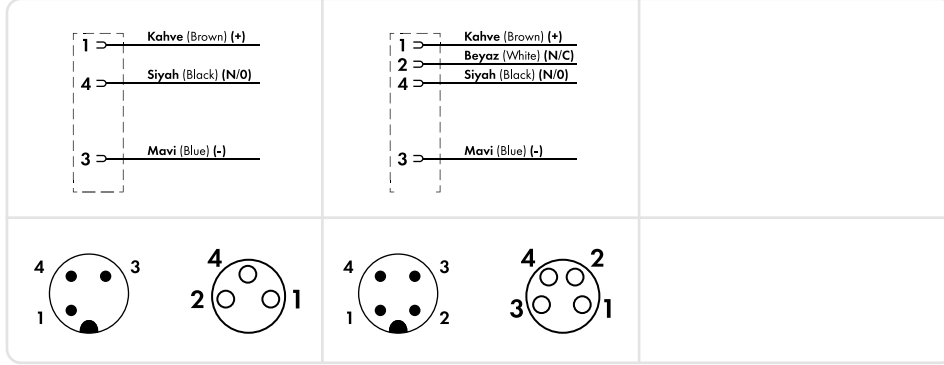 1 Kahve (Brown) (+)
4 Siyah (Black) (N/0)
3 Mavi (Blue) (-)
1 Kahve (Brown) (+)
2 Beyaz (White) (N/C)
4 Siyah (Black) (N/0)
3 Mavi (Blue) (-)
4 3
1
4
2 1
4 3
1 2
4 2
3 1